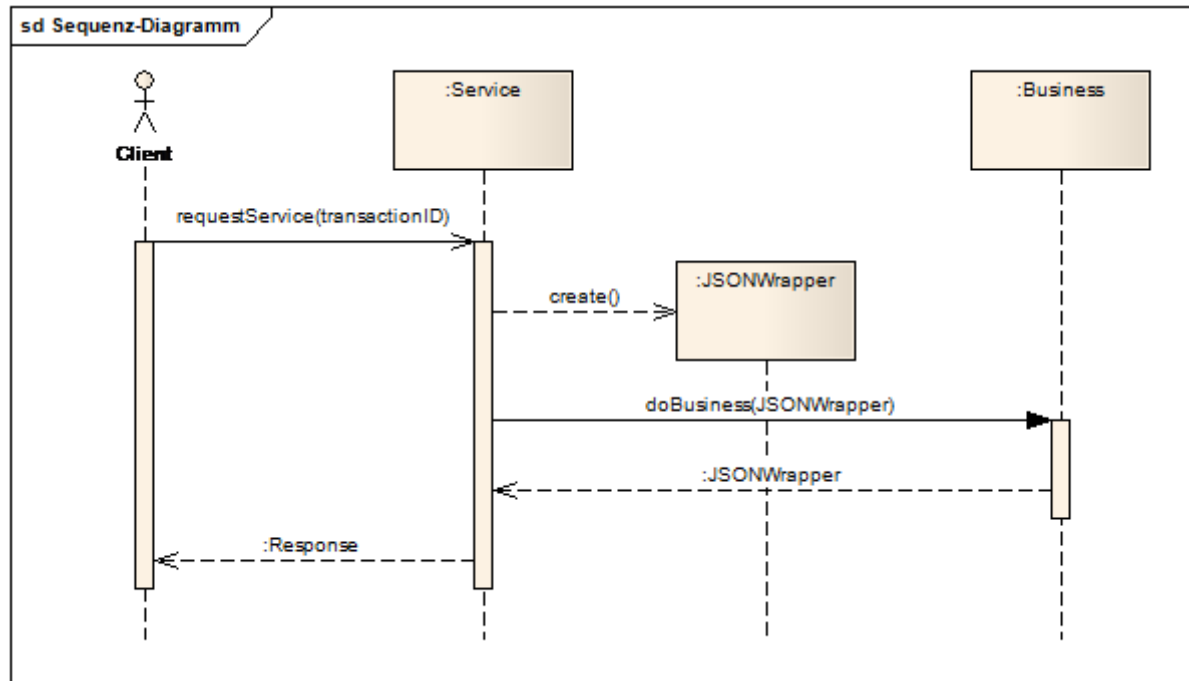 sd Sequenz-Diagramm
:Service
:Business
Client
requestService(transactionID)
:JSONWrapper
create()
doBusiness(JSONWrapper)
:JSONWrapper
:Response